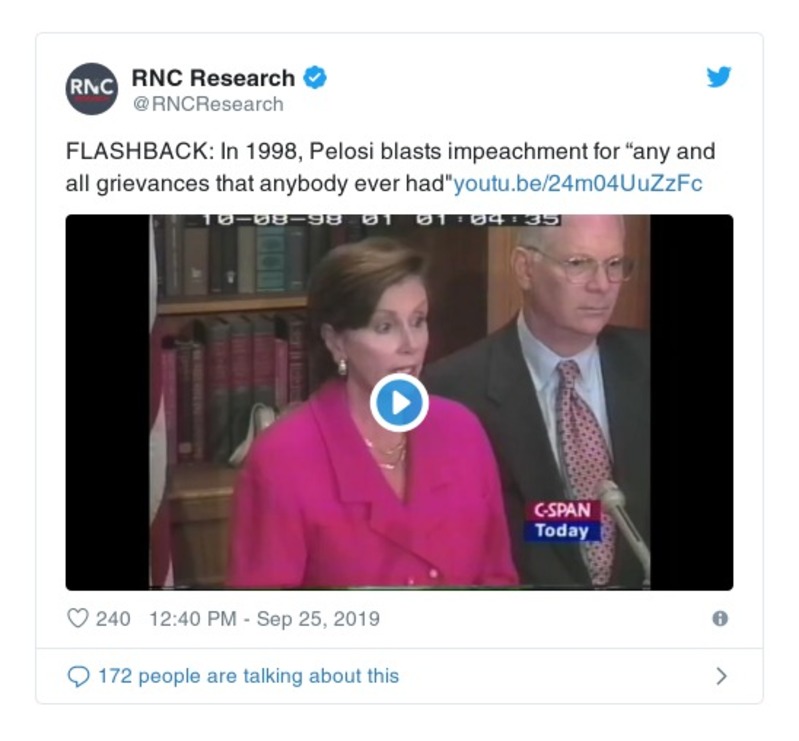 RNC
RNC Research
@RNCResearch
FLASHBACK: In 1998, Pelosi blasts impeachment for “any and
all grievances that anybody ever had"youtu.be/24m04UuZzFc
10-08-98 01 01:04:35
C-SPAN
Today
240 12:40 PM - Sep 25, 2019
172 people are talking about this